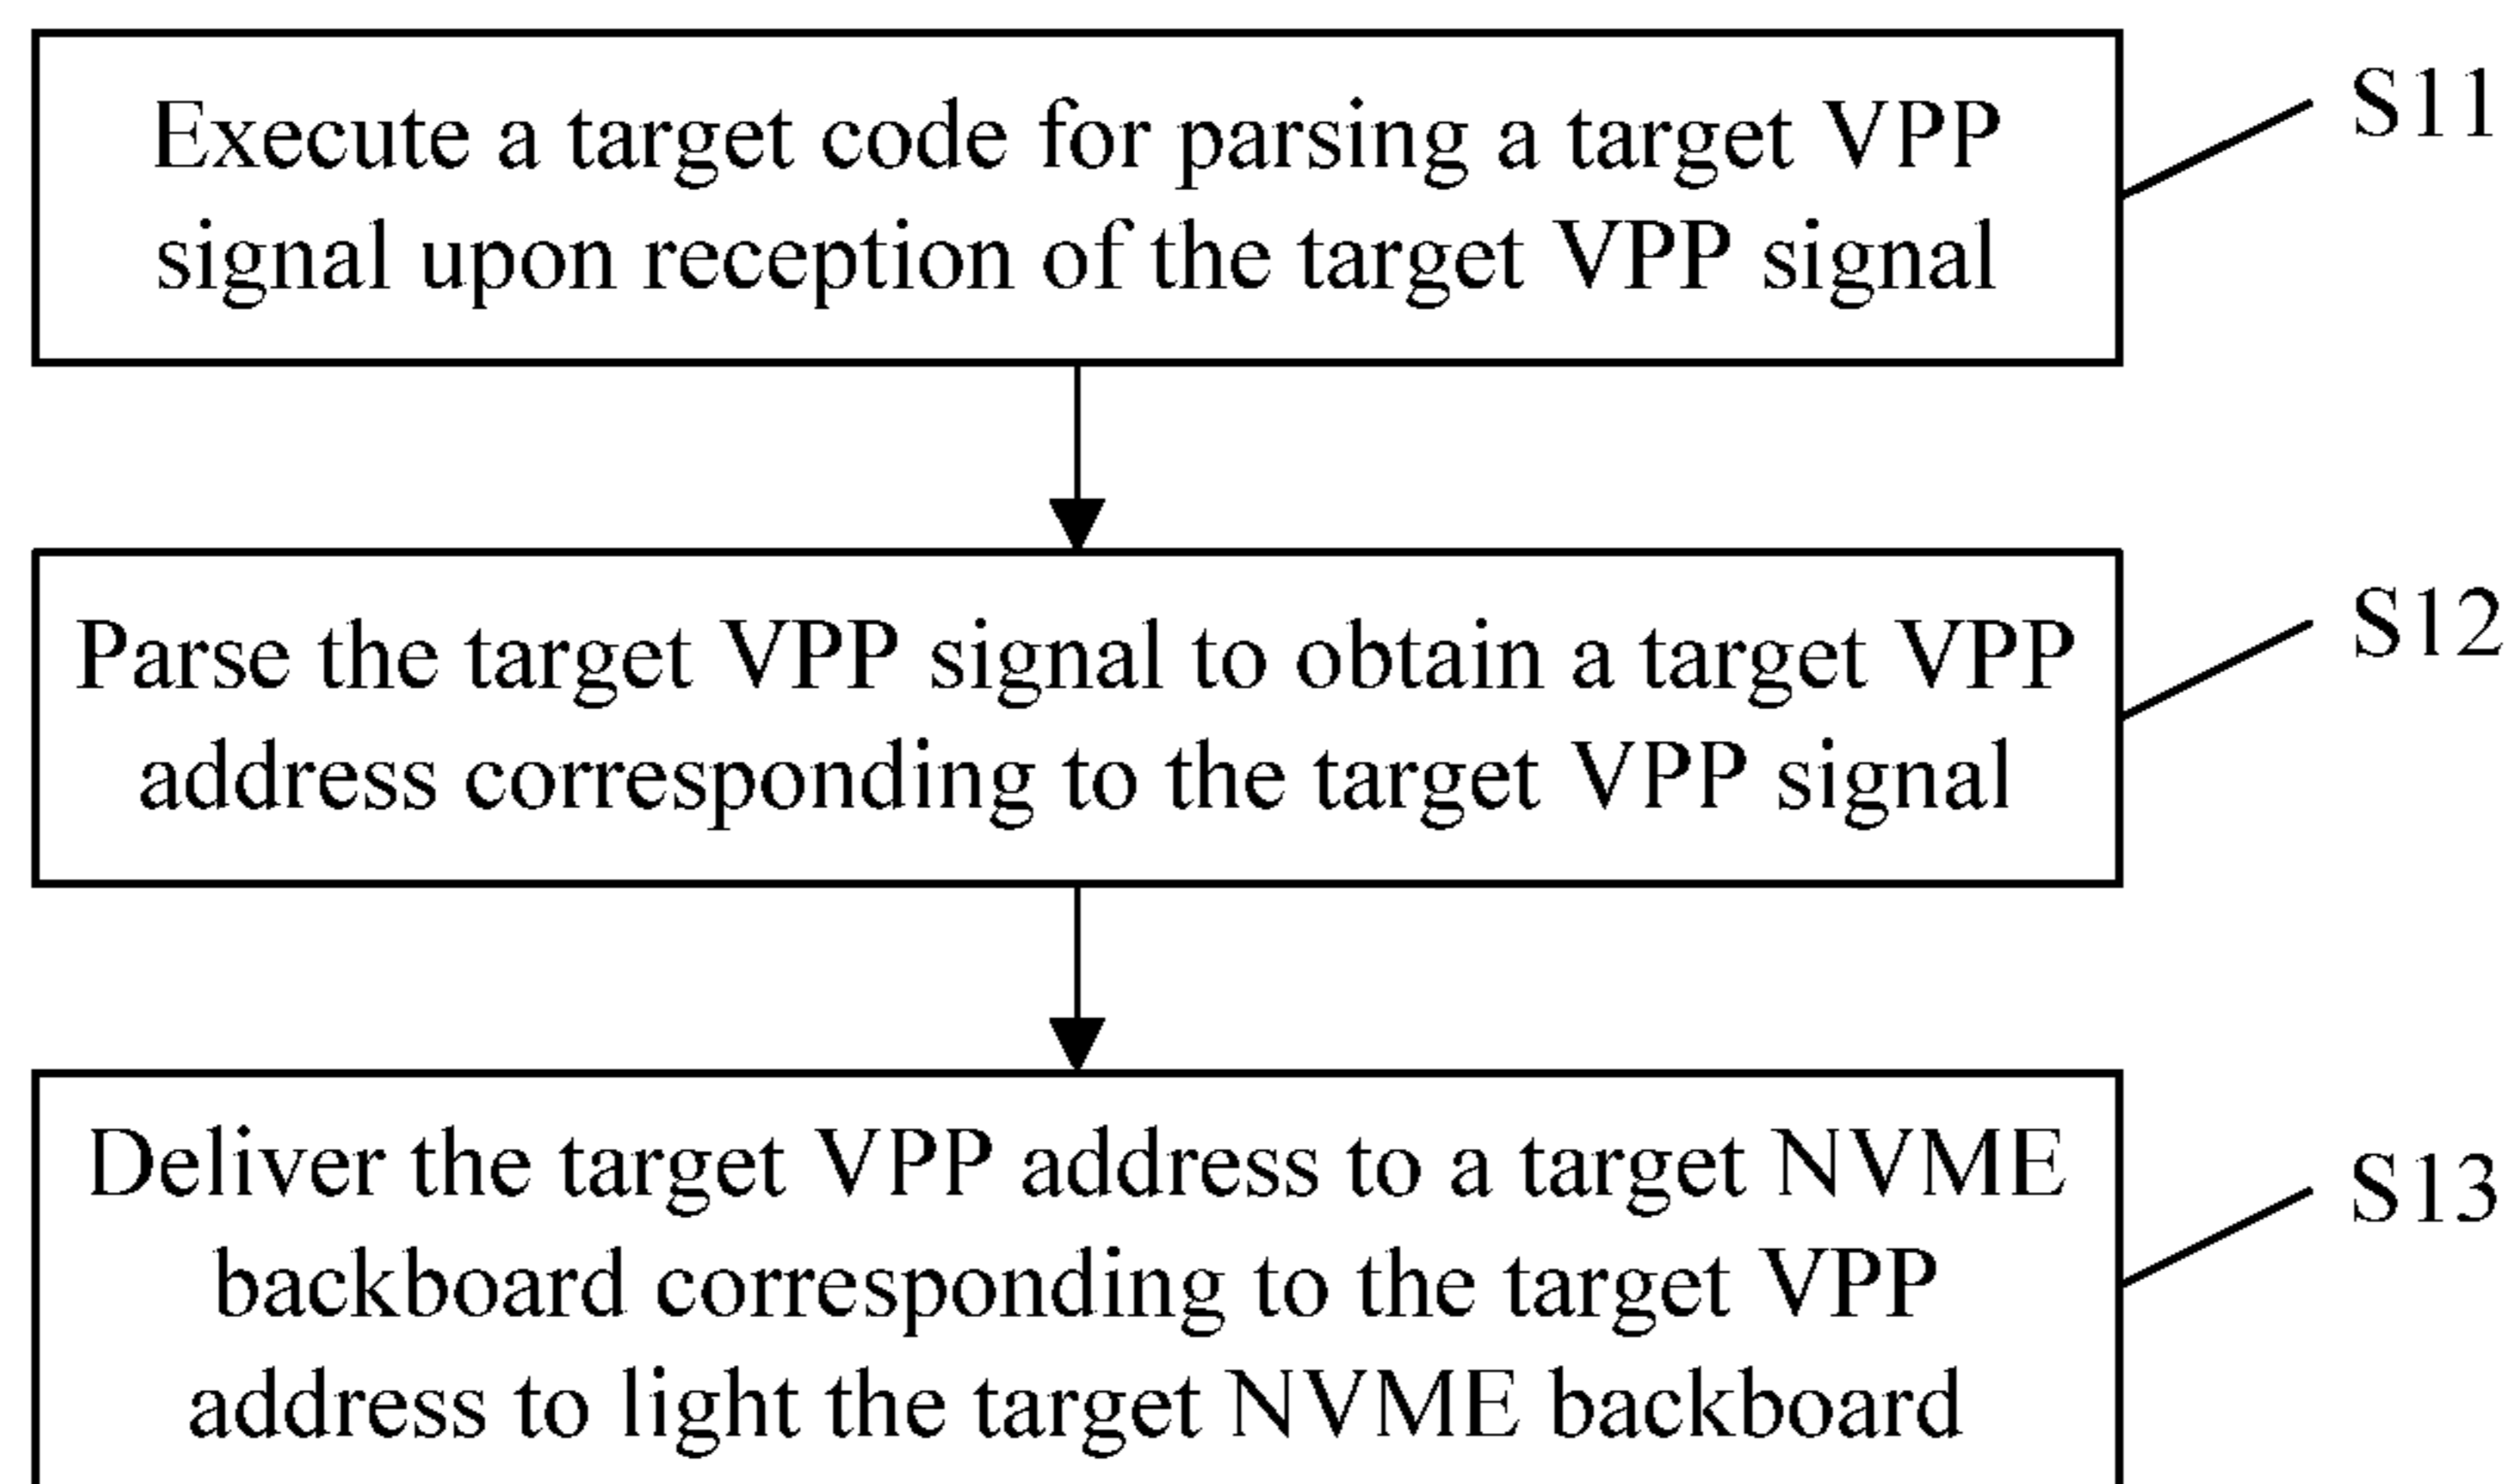 Execute a target code for parsing a target VPP
signal upon reception of the target VPP signal
S11
Parse the target VPP signal to obtain a target VPP
address corresponding to the target VPP signal
S12
Deliver the target VPP address to a target NVME
backboard corresponding to the target VPP
address to light the target NVME backboard
S13